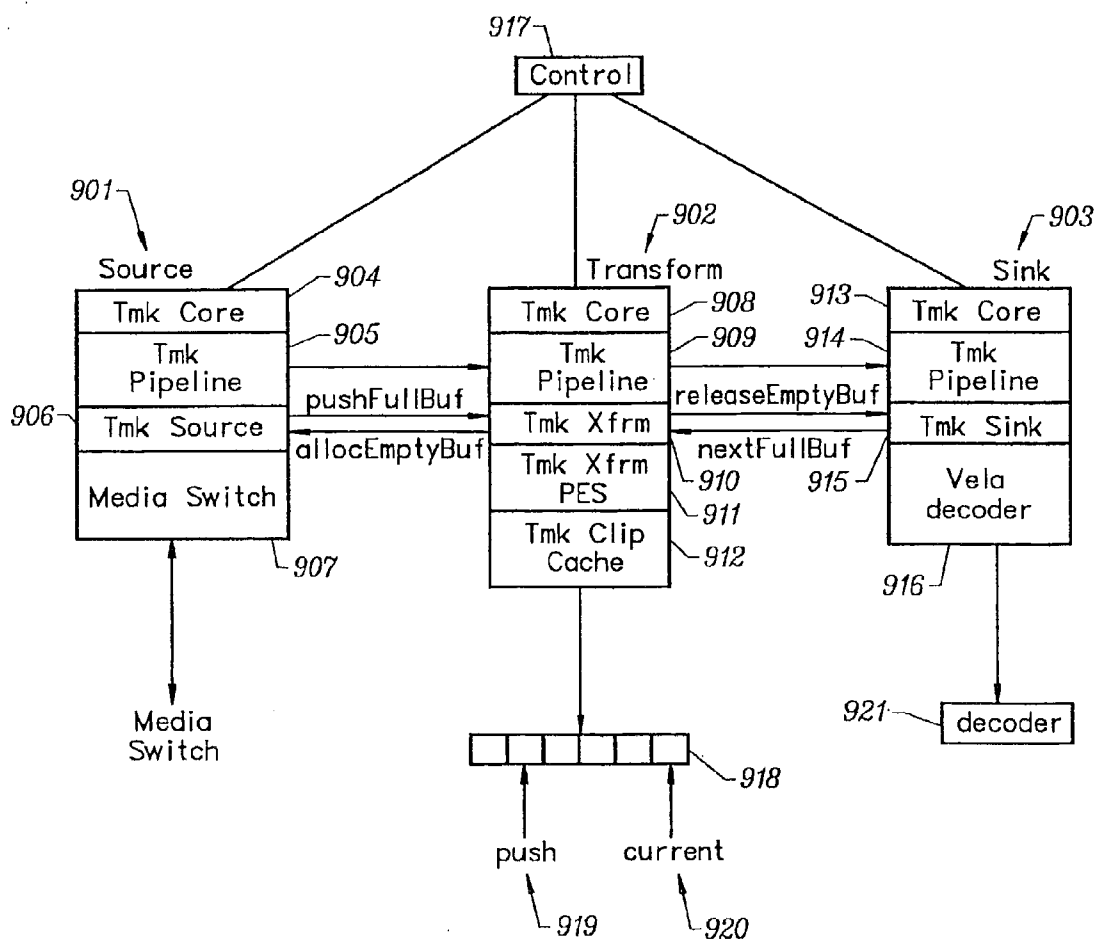 917
Control
901
902
903
Source
904
Transform
908
913
Sink
Tmk Core
905
Tmk Core
909
914
Tmk Core
Tmk
Pipeline
Tmk
Pipeline
Tmk
Pipeline
906
pushFullBuf
releaseEmptyBuf
Tmk Source
allocEmptyBuf
Tmk Xfrm
nextFullBuf
Tmk Sink
910
915
Media Switch
Tmk Xfrm
PES
911
Vela
decoder
907
Tmk Clip
Cache
912
916
Media
Switch
921
decoder
918
push
current
919
920